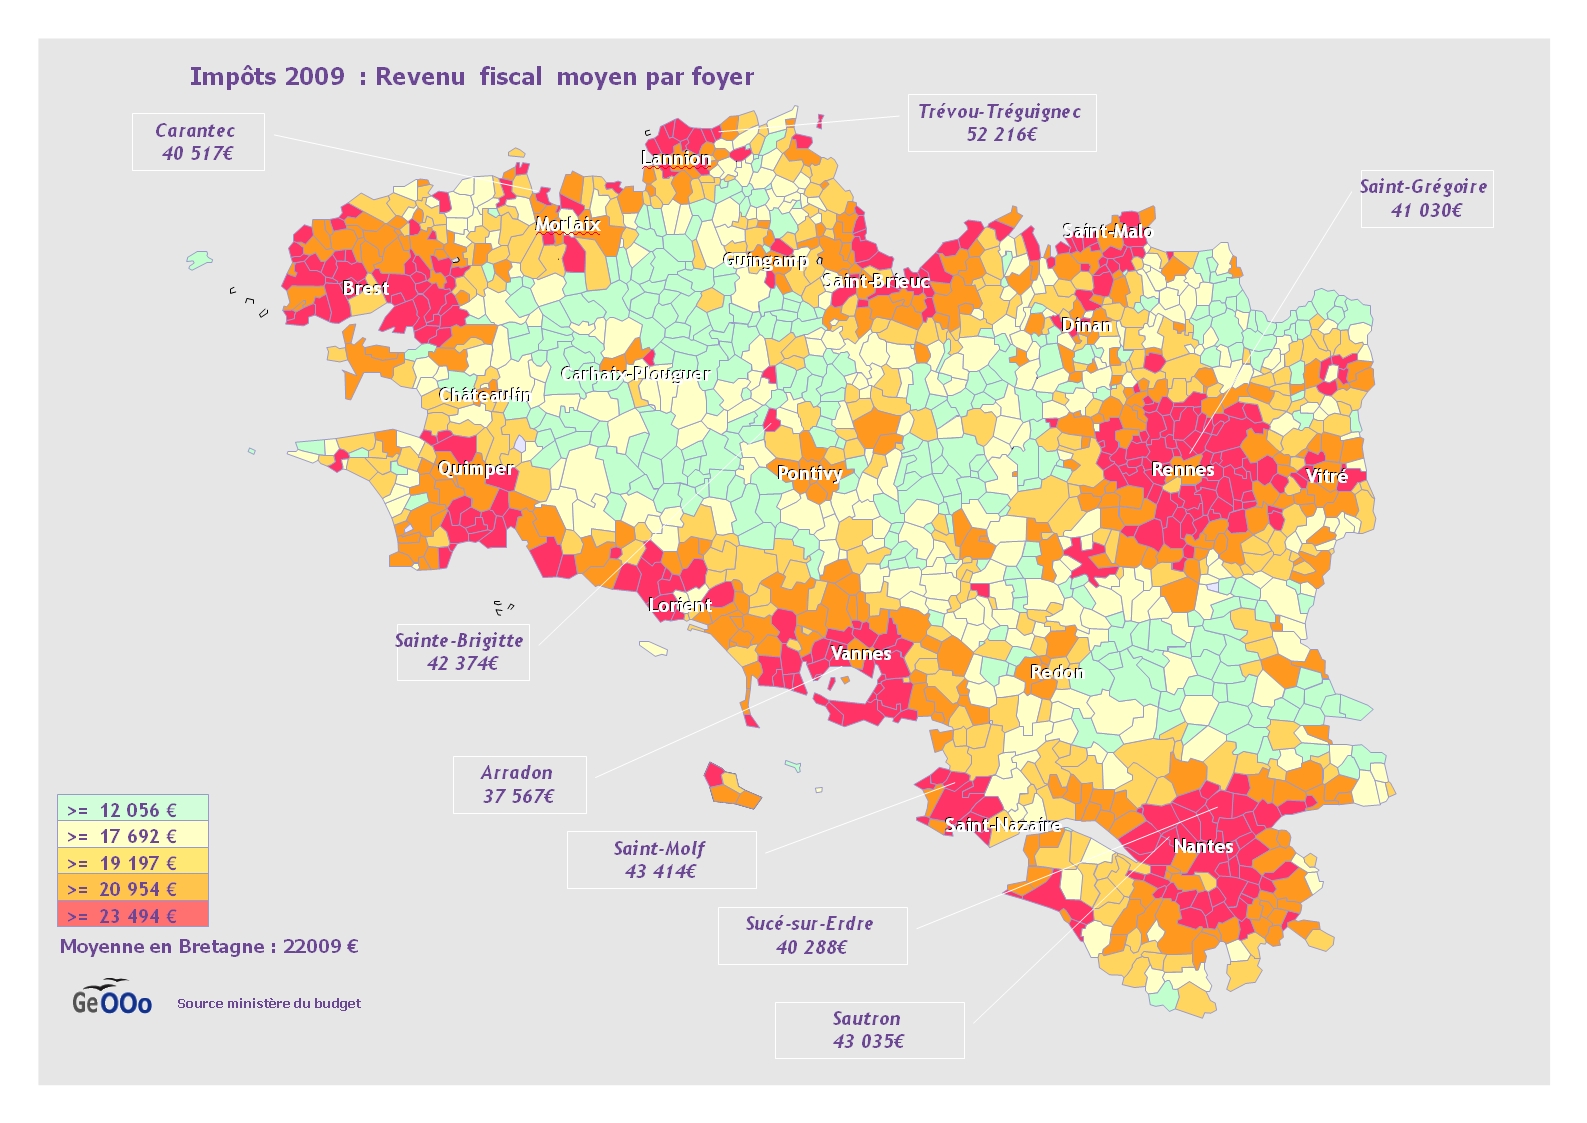 Impôts 2009 : Revenu fiscal moyen par foyer
Carantec
40 517€
Trévou-Tréguignec
52 216€
Saint-Grégoire
41 030€
Lannion
Morlaix
Saint-Malo
Guingamp
Saint-Brieuc
Brest
Dinan
Carhaix-Plouguer
Châteaulin
Quimper
Pontivy
Rennes
Vitré
Lorient
Sainte-Brigitte
42 374€
Vannes
Redon
Arradon
37 567€
Saint-Nazaire
Saint-Molf
43 414€
Nantes
Sucé-sur-Erdre
40 288€
Sautron
43 035€
>= 12 056 €
>= 17 692 €
>= 19 197 €
>= 20 954 €
>= 23 494 €
Moyenne en Bretagne : 22009 €
GeOOo
Source ministère du budget